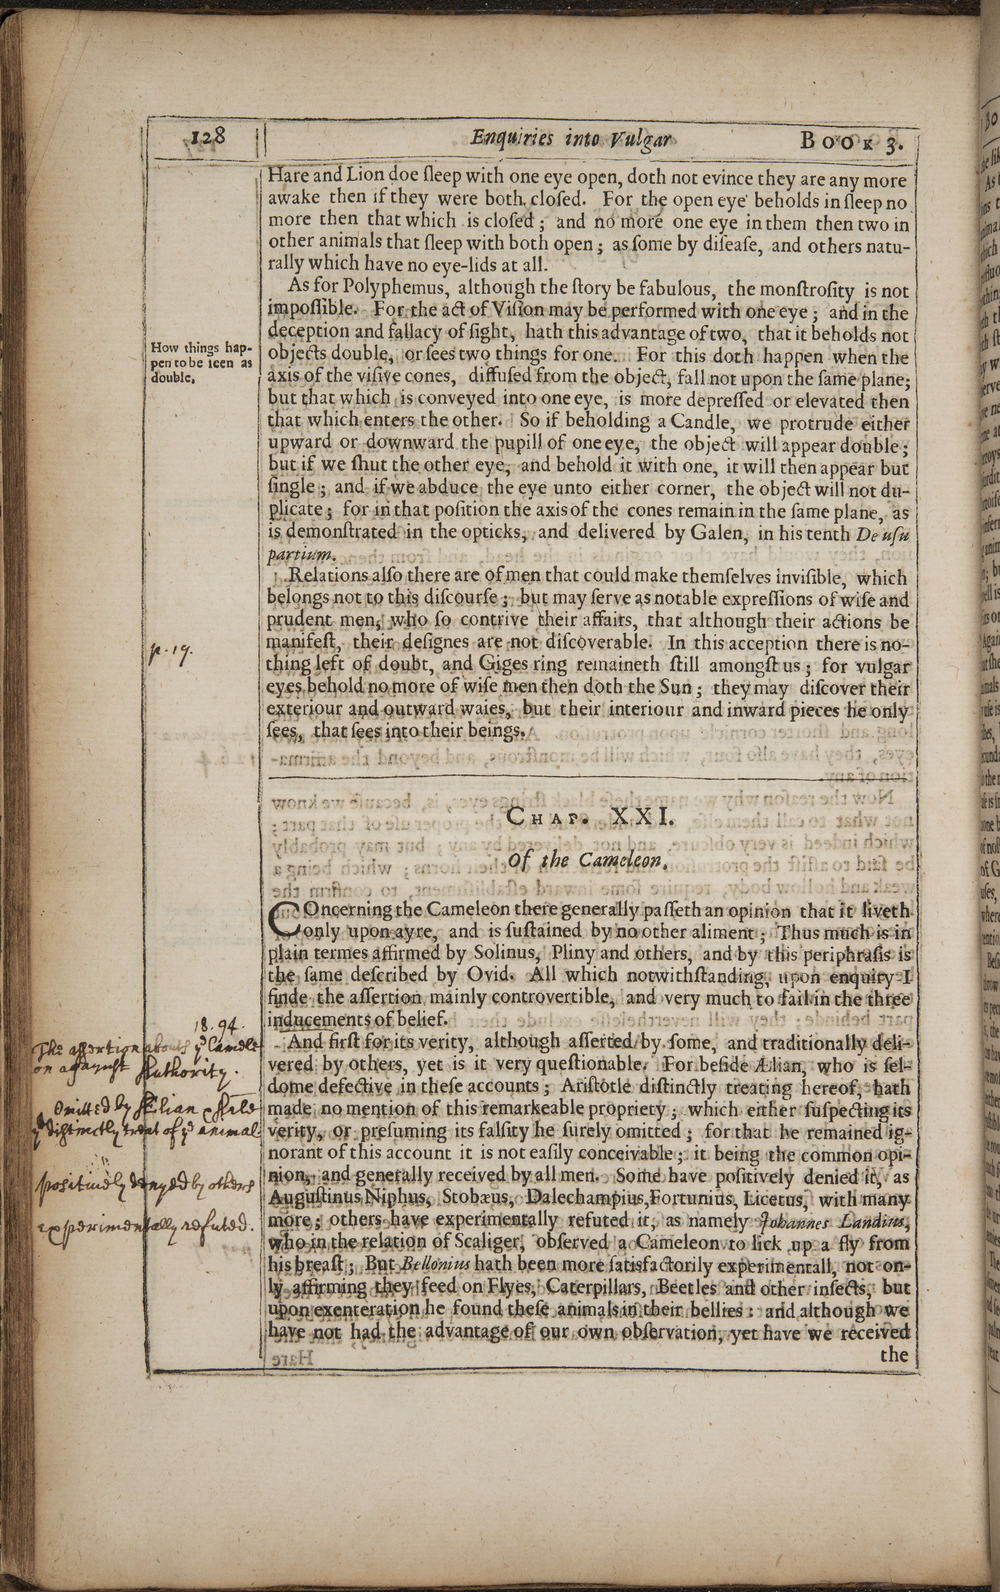 128
Enquiries into Vulgar
Book 3.
Hare and Lion doe ſleep with one eye open, doth not evince they are any more
awake then if they were both cloſed. For the open eye beholds in ſleep no
more then that which is cloſed ; and no more one eye in them then two in
other animals that ſleep with both open ; as ſome by diſeaſe, and others natu-
rally which have no eye-lids at all.
As for Polyphemus, although the ſtory be fabulous, the monſtroſity is not
impoſſible. For the act of Viſion may be performed with one eye ; and in the
deception and fallacy of ſight, hath this advantage of two, that it beholds not
objects double, or ſees two things for one. For this doth happen when the
axis of the viſive cones, diffuſed from the object, fall not upon the ſame plane;
but that which is conveyed into one eye, is more depreſſed or elevated then
that which enters the other. So if beholding a Candle, we protrude either
upward or downward the pupill of one eye, the object will appear double ;
but if we ſhut the other eye, and behold it with one, it will then appear but
ſingle ; and if we abduce the eye unto either corner, the object will not du-
plicate ; for in that poſition the axis of the cones remain in the ſame plane, as
is demonſtrated in the opticks, and delivered by Galen, in his tenth De uſu
partium.
Relations alſo there are of men that could make themſelves inviſible, which
belongs not to this diſcourſe ; but may ſerve as notable expreſſions of wiſe and
prudent men, who ſo contrive their affairs, that although their actions be
manifeſt, their deſignes are not diſcoverable. In this acception there is no-
thing left of doubt, and Giges ring remaineth ſtill amongſt us ; for vulgar
eyes behold no more of wiſe men then doth the Sun ; they may diſcover their
exteriour and outward waies, but their interiour and inward pieces he only
ſees, that ſees into their beings.
How things hap-
pen to be ſeen as
double.
p. 19.
Chap. XXI.
Of the Cameleon.
COncerning the Cameleon there generally paſſeth an opinion that it liveth
only upon ayre, and is ſuſtained by no other aliment ; Thus much is in
plain termes affirmed by Solinus, Pliny and others, and by this periphraſis is
the ſame deſcribed by Ovid. All which notwithſtanding, upon enquiry I
finde the aſſertion mainly controvertible, and very much to fail in the three
inducements of belief.
And firſt for its verity, although aſſerted by ſome, and traditionally deli-
vered by others, yet is it very queſtionable. For beſide Ælian, who is ſel-
dome defective in theſe accounts ; Ariſtotle diſtinctly treating hereof, hath
made no mention of this remarkeable propriety ; which either ſuſpecting its
verity, or preſuming its falſity he ſurely omitted ; for that he remained ig-
norant of this account it is not eaſily conceivable ; it being the common opi-
nion, and generally received by all men. Some have poſitively denied it, as
Auguſtinus Niphus, Stobæus, Dalechampius, Fortunius, Licetus, with many
more ; others have experimentally refuted it, as namely Johannes Landius,
who in the relation of Scaliger, obſerved a Cameleon to lick up a fly from
his breaſt ; But Bellonius hath been more ſatisfactorily experimentall, not on-
ly affirming they feed on Flyes, Caterpillars, Beetles and other inſects, but
upon exenteration he found theſe animals in their bellies : and although we
have not had the advantage of our own obſervation, yet have we received
the
18. 94.
The assertion about ye Camele
on againſt Authority.
Omitted by Ælian
diſtinctly treat of ye animal
poſitively denyed by others
Experimentally refuted.